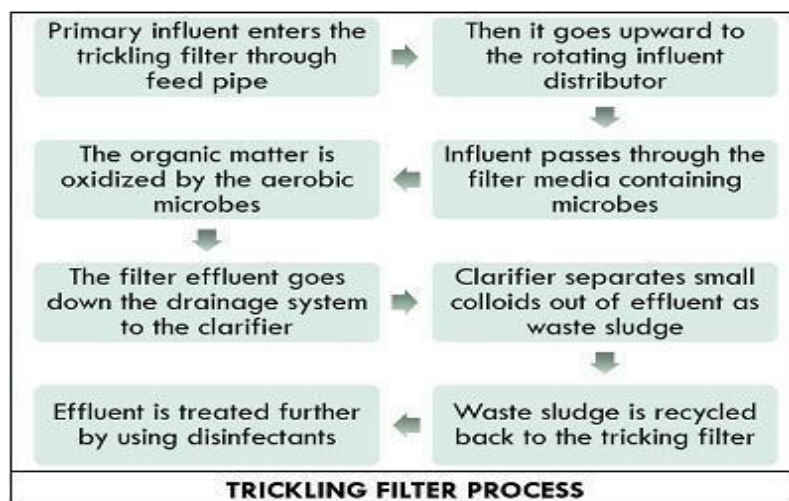 Primary influent enters the
trickling filter through
feed pipe
Then it goes upward to
the rotating influent
distributor
Influent passes through the
filter media containing
microbes
The organic matter is
oxidized by the aerobic
microbes
The filter effluent goes
down the drainage system
to the clarifier
Clarifier separates small
colloids out of effluent as
waste sludge
Waste sludge is recycled
back to the tricking filter
Effluent is treated further
by using disinfectants
TRICKLING FILTER PROCESS